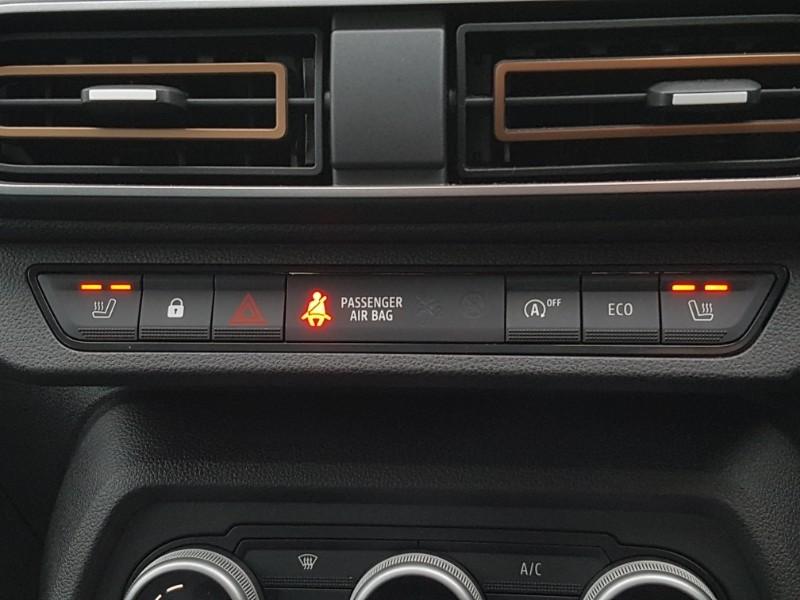 PASSENGER
AIR BAG
A OFF
ECO
A/C